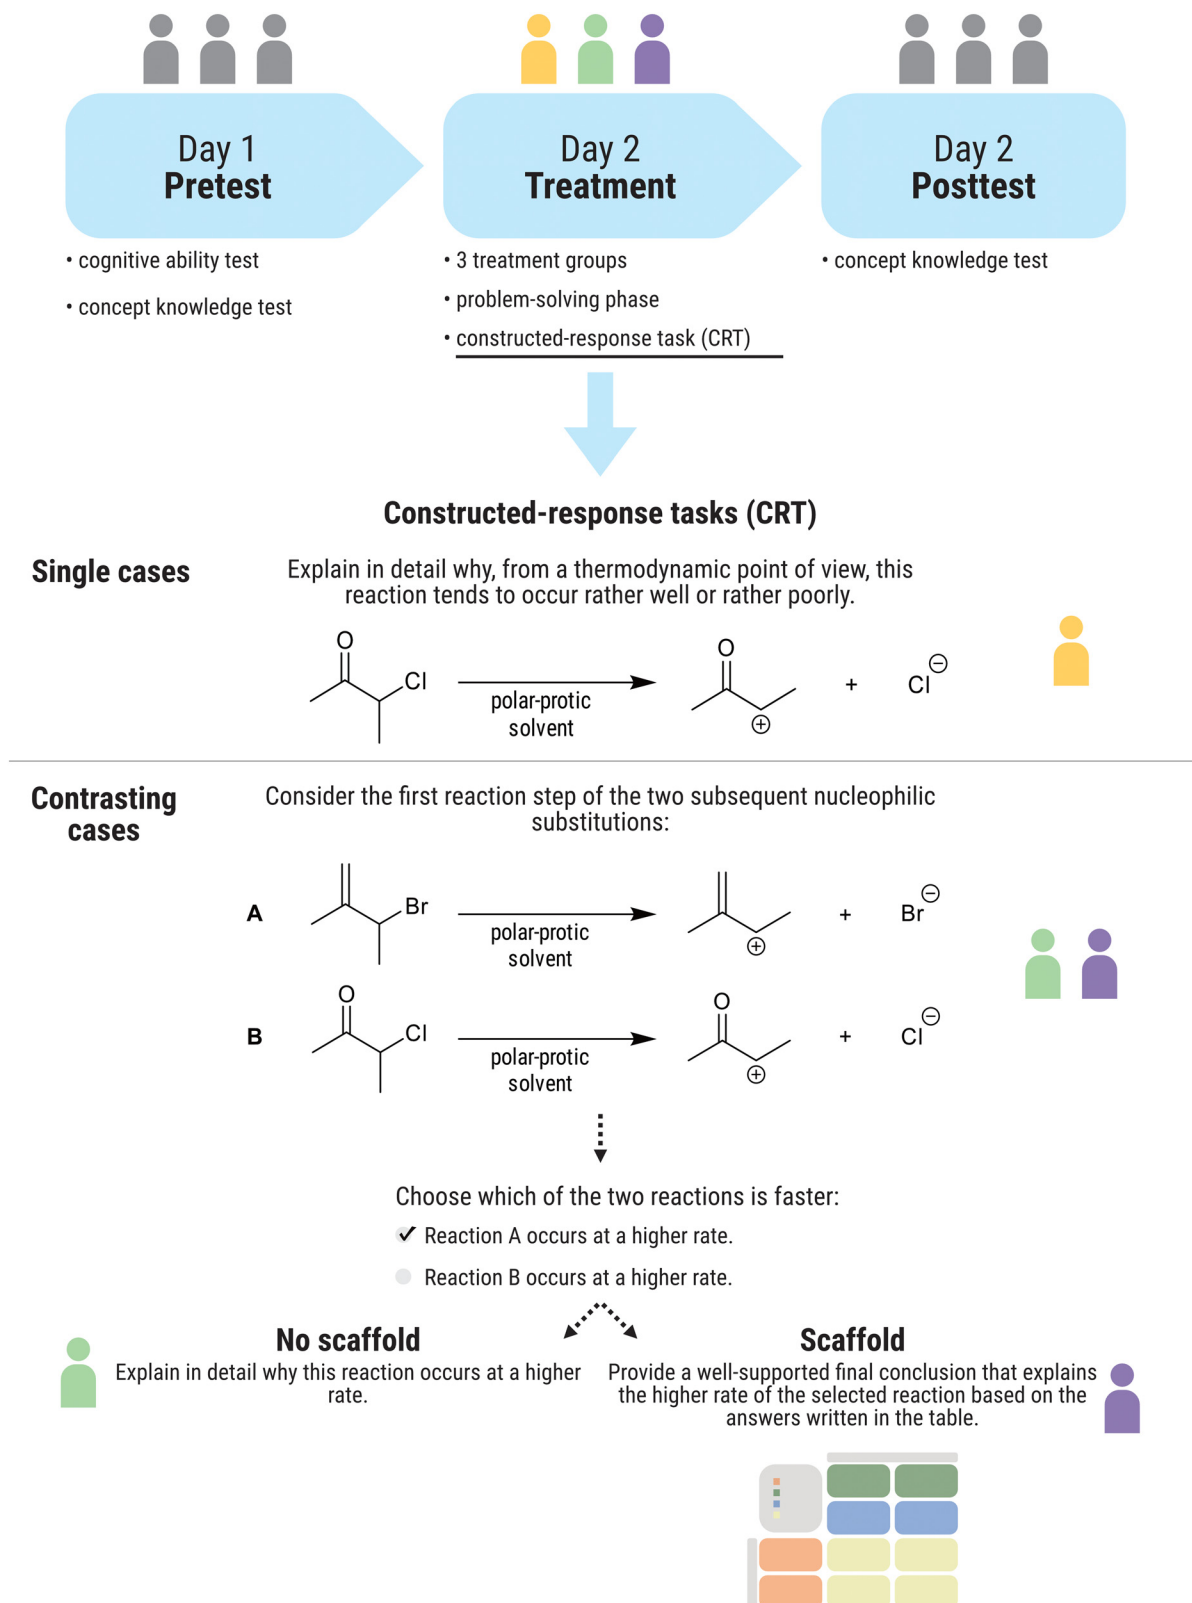 Day 1
Pretest
Day 2
Treatment
Day 2
Posttest
• cognitive ability test
• concept knowledge test
• 3 treatment groups
• problem-solving phase
• constructed-response task (CRT)
• concept knowledge test
Constructed-response tasks (CRT)
Single cases
Explain in detail why, from a thermodynamic point of view, this
reaction tends to occur rather well or rather poorly.
O
Cl
polar-protic
solvent
O
⊕
+
Cl⊖
Contrasting
cases
Consider the first reaction step of the two subsequent nucleophilic
substitutions:
A
Br
polar-protic
solvent
⊕
+
Br⊖
B
O
Cl
polar-protic
solvent
O
⊕
+
Cl⊖
Choose which of the two reactions is faster:
✓ Reaction A occurs at a higher rate.
Reaction B occurs at a higher rate.
No scaffold
Explain in detail why this reaction occurs at a higher
rate.
Scaffold
Provide a well-supported final conclusion that explains
the higher rate of the selected reaction based on the
answers written in the table.